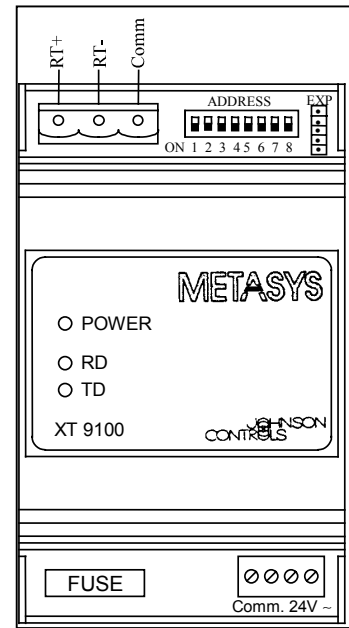 RT+ RT- Comm
ADDRESS EXP
ON 1 2 3 4 5 6 7 8
METASYS
POWER
RD
TD
XT 9100
JOHNSON
CONTROLS
FUSE
Comm. 24V ~